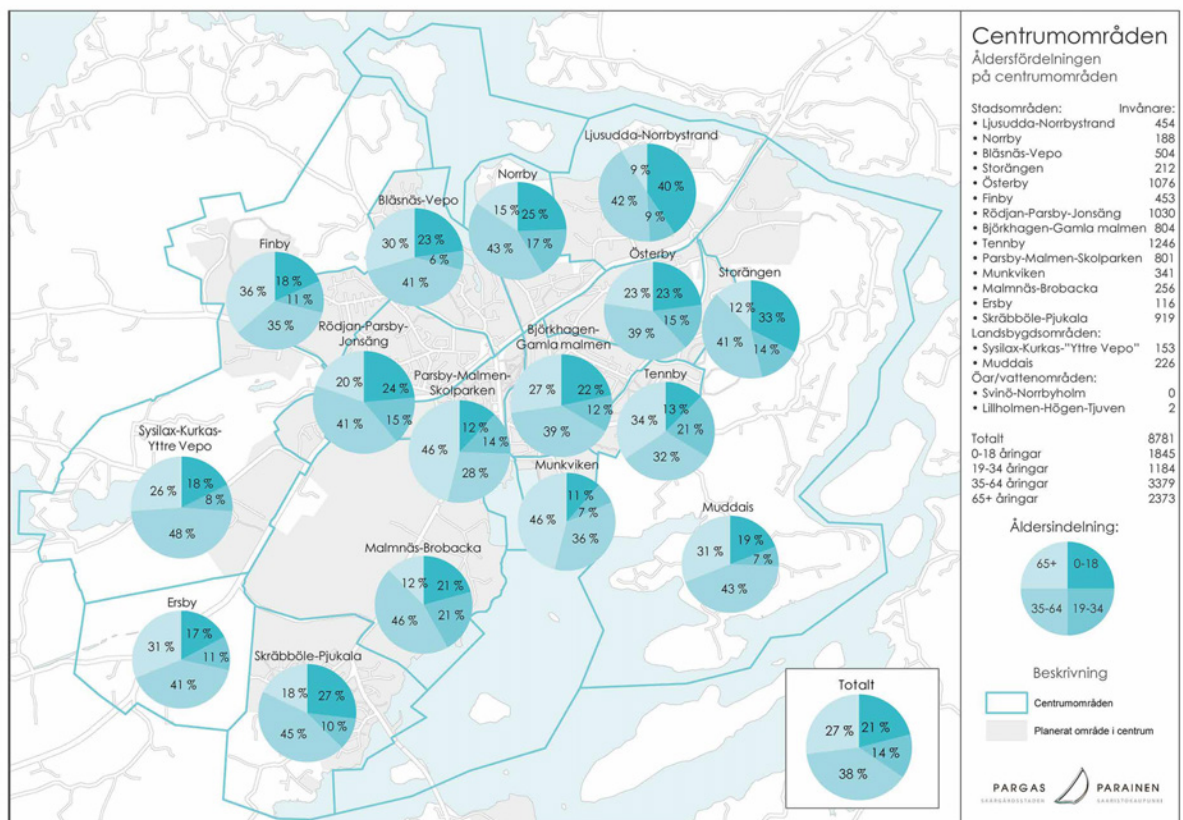 Centrumområden
Åldersfördelningen
på centrumområden
Stadsområden: Invånare:
• Ljusudda-Norrbystrand 454
• Norrby 188
• Bläsnäs-Vepo 504
• Storängen 212
• Österby 1076
• Finby 453
• Rödjan-Parsby-Jonsäng 1030
• Björkhagen-Gamla malmen 804
• Tennby 1246
• Parsby-Malmen-Skolparken 801
• Munkviken 341
• Malmnäs-Brobacka 256
• Ersby 116
• Skräbböle-Pjukala 919
Landsbygdsområden:
• Sysilax-Kurkas-"Yttre Vepo" 153
• Muddais 226
Öar/vattenområden:
• Svinö-Norrbyholm 0
• Lillholmen-Högen-Tjuven 2
Totalt 8781
0-18 åringar 1845
19-34 åringar 1184
35-64 åringar 3379
65+ åringar 2373
Åldersindelning:
65+ 0-18
35-64 19-34
Beskrivning
Centrumområden
Planerat område i centrum
PARGAS PARAINEN
SKÄRGÅRDSSTADEN SAARISTOKAUPUNKI
Ljusudda-Norrbystrand
9 % 40 %
42 % 9 %
Norrby
15 % 25 %
43 % 17 %
Bläsnäs-Vepo
30 % 23 %
6 %
41 %
Finby
36 % 18 %
11 %
35 %
Österby
23 % 23 %
15 %
39 %
Storängen
12 % 33 %
41 % 14 %
Rödjan-Parsby-
Jonsäng
20 % 24 %
41 % 15 %
Björkhagen-
Gamla malmen
27 % 22 %
12 %
39 %
Parsby-Malmen-
Skolparken
46 % 12 %
14 %
28 %
Tennby
34 % 13 %
21 %
32 %
Sysilax-Kurkas-
Yttre Vepo
26 % 18 %
8 %
48 %
Munkviken
46 % 11 %
7 %
36 %
Muddais
31 % 19 %
7 %
43 %
Malmnäs-Brobacka
12 % 21 %
46 % 21 %
Ersby
31 % 17 %
11 %
41 %
Skräbböle-Pjukala
18 % 27 %
45 % 10 %
Totalt
27 % 21 %
14 %
38 %